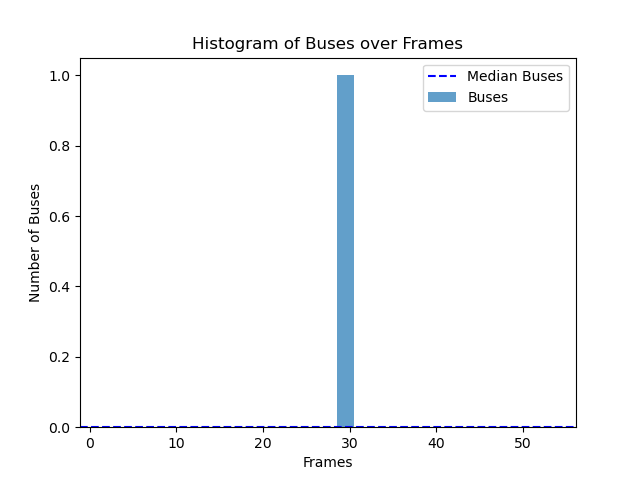 Histogram of Buses over Frames
Median Buses
Buses
1.0
0.8
0.6
0.4
0.2
0.0
Number of Buses
0 10 20 30 40 50
Frames